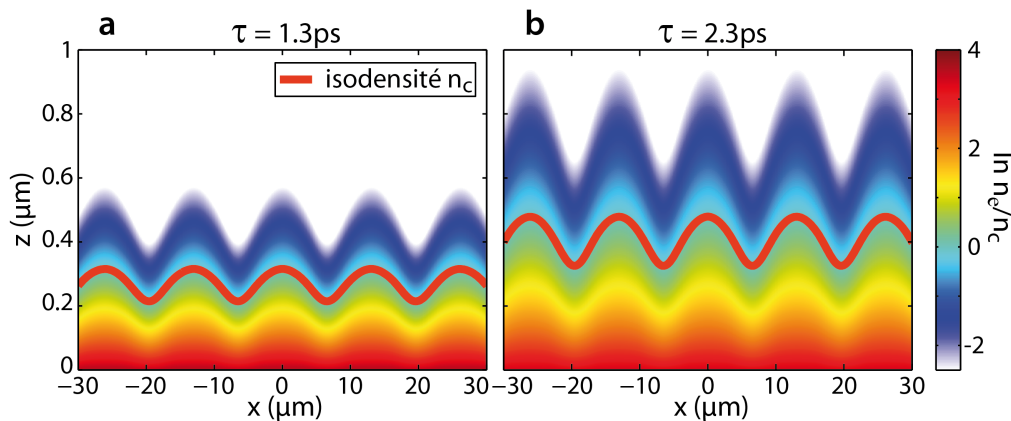 a
τ = 1.3ps
b
τ = 2.3ps
isodensité n_c
1
0.8
0.6
0.4
0.2
0
z (µm)
−30 −20 −10 0 10 20 30
x (µm)
−30 −20 −10 0 10 20 30
x (µm)
4
2
0
-2
ln n_e/n_c